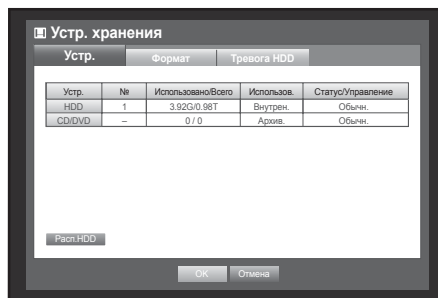 Устр. хранения
Устр. Формат Тревога HDD
Устр. № Использовано/Всего Использов. Статус/Управление
HDD 1 3.92G/0.98T Внутрен. Обычн.
CD/DVD – 0 / 0 Архив. Обычн.
Расп.HDD
OK Отмена